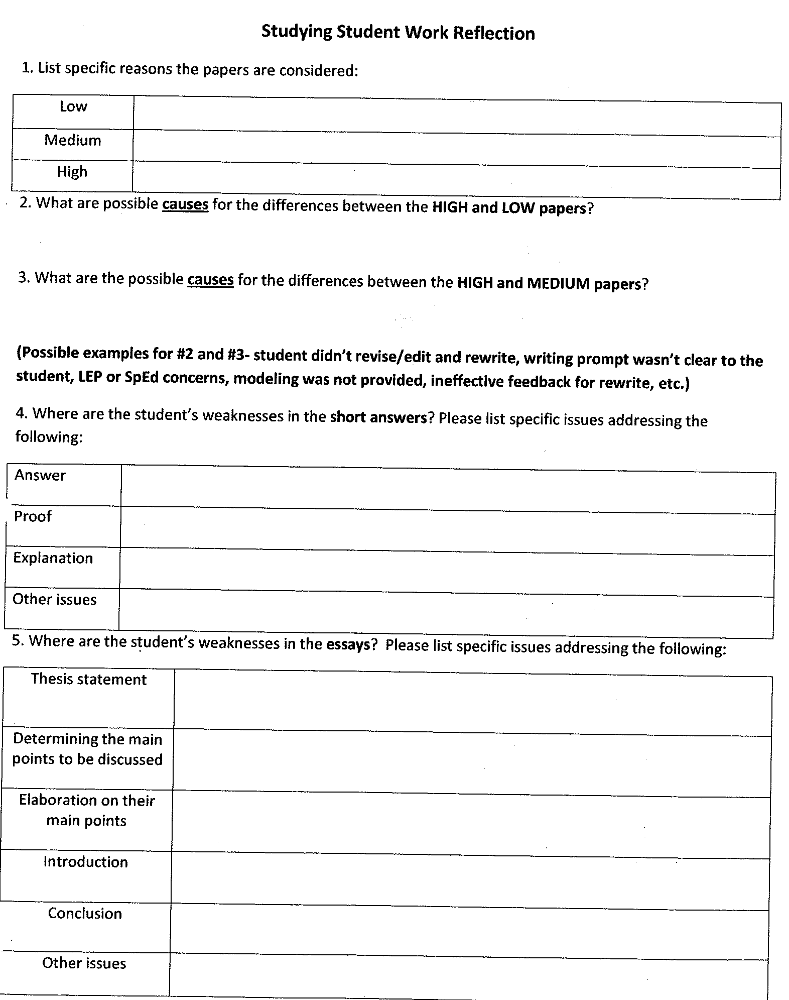 Studying Student Work Reflection
1. List specific reasons the papers are considered:
Low
Medium
High
2. What are possible causes for the differences between the HIGH and LOW papers?
3. What are the possible causes for the differences between the HIGH and MEDIUM papers?
(Possible examples for #2 and #3- student didn't revise/edit and rewrite, writing prompt wasn't clear to the
student, LEP or SpEd concerns, modeling was not provided, ineffective feedback for rewrite, etc.)
4. Where are the student's weaknesses in the short answers? Please list specific issues addressing the
following:
Answer
Proof
Explanation
Other issues
5. Where are the student's weaknesses in the essays?  Please list specific issues addressing the following:
Thesis statement
Determining the main
points to be discussed
Elaboration on their
main points
Introduction
Conclusion
Other issues